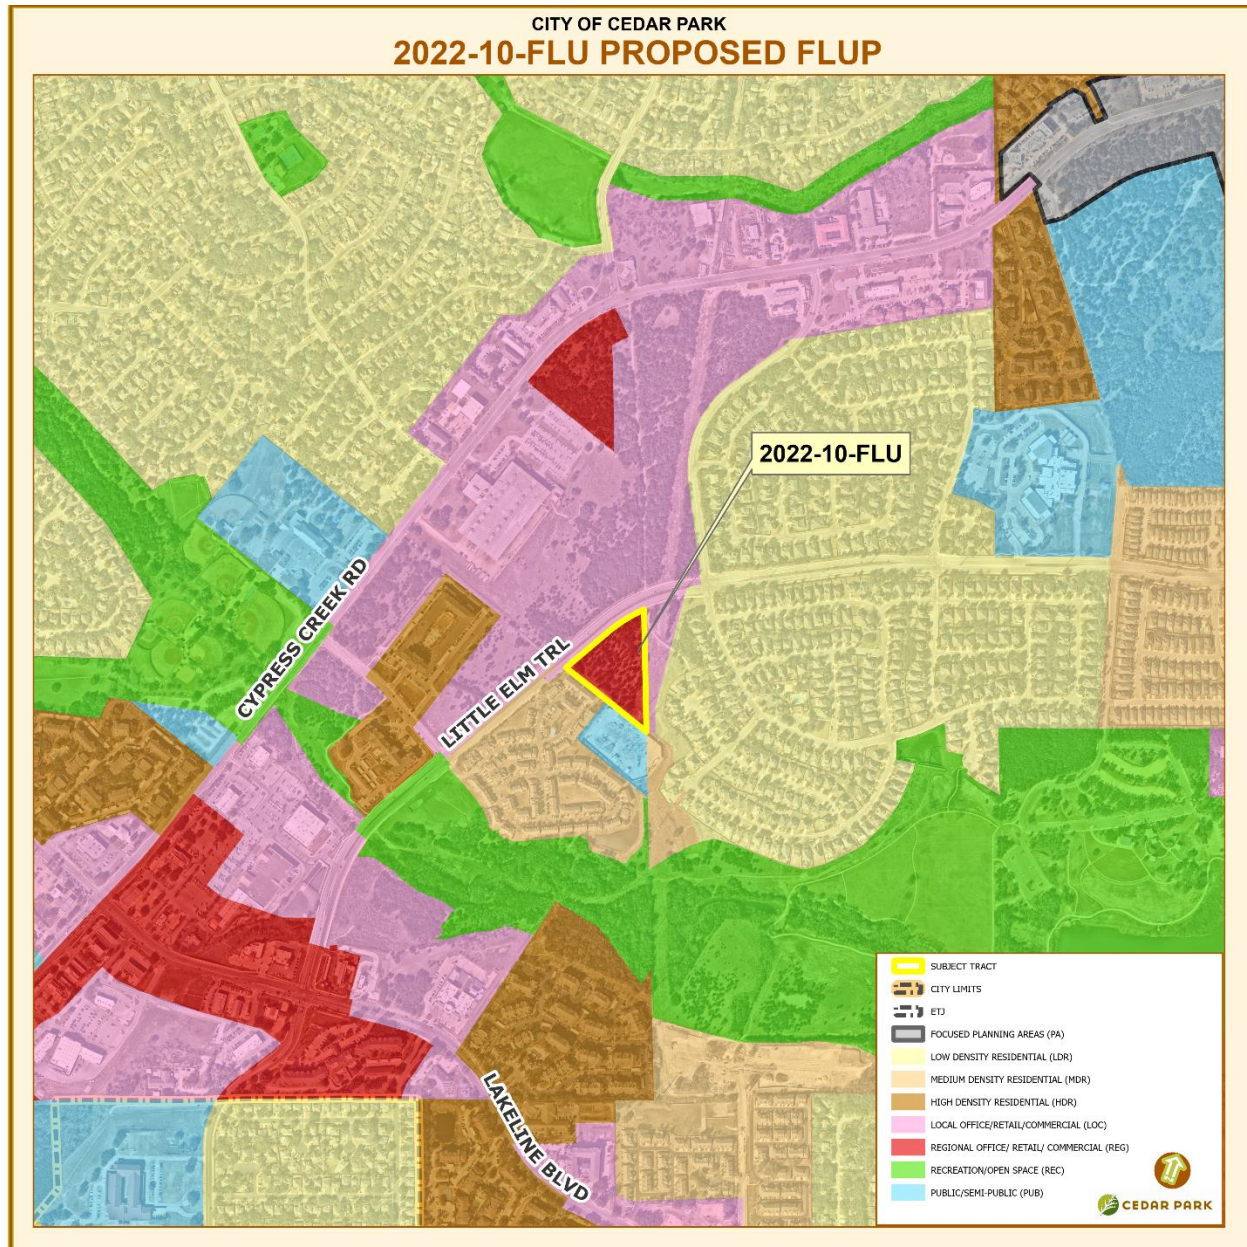 CITY OF CEDAR PARK
2022-10-FLU PROPOSED FLUP
2022-10-FLU
CYPRESS CREEK RD
LITTLE ELM TRL
LAKELINE BLVD
SUBJECT TRACT
CITY LIMITS
ETJ
FOCUSED PLANNING AREAS (PA)
LOW DENSITY RESIDENTIAL (LDR)
MEDIUM DENSITY RESIDENTIAL (MDR)
HIGH DENSITY RESIDENTIAL (HDR)
LOCAL OFFICE/RETAIL/COMMERCIAL (LOC)
REGIONAL OFFICE/ RETAIL/ COMMERCIAL (REG)
RECREATION/OPEN SPACE (REC)
PUBLIC/SEMI-PUBLIC (PUB)
CEDAR PARK